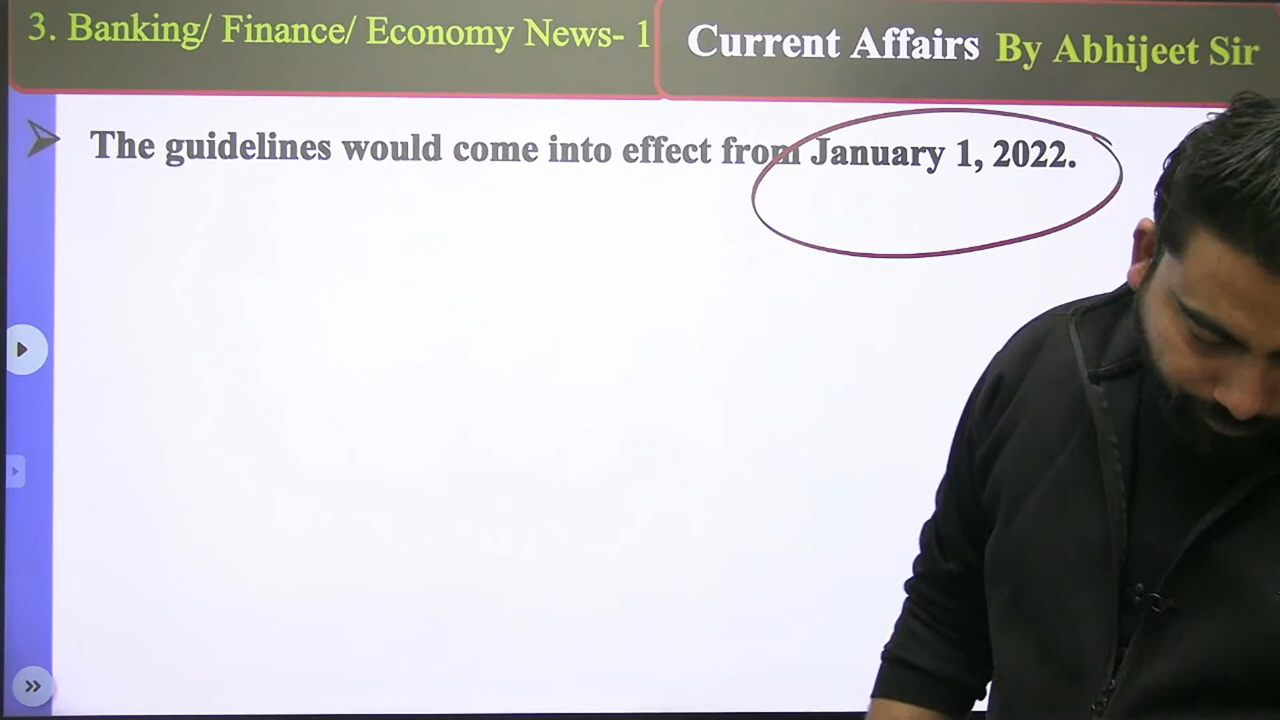 3. Banking/ Finance/ Economy News- 1
Current Affairs By Abhijeet Sir
The guidelines would come into effect from January 1, 2022.